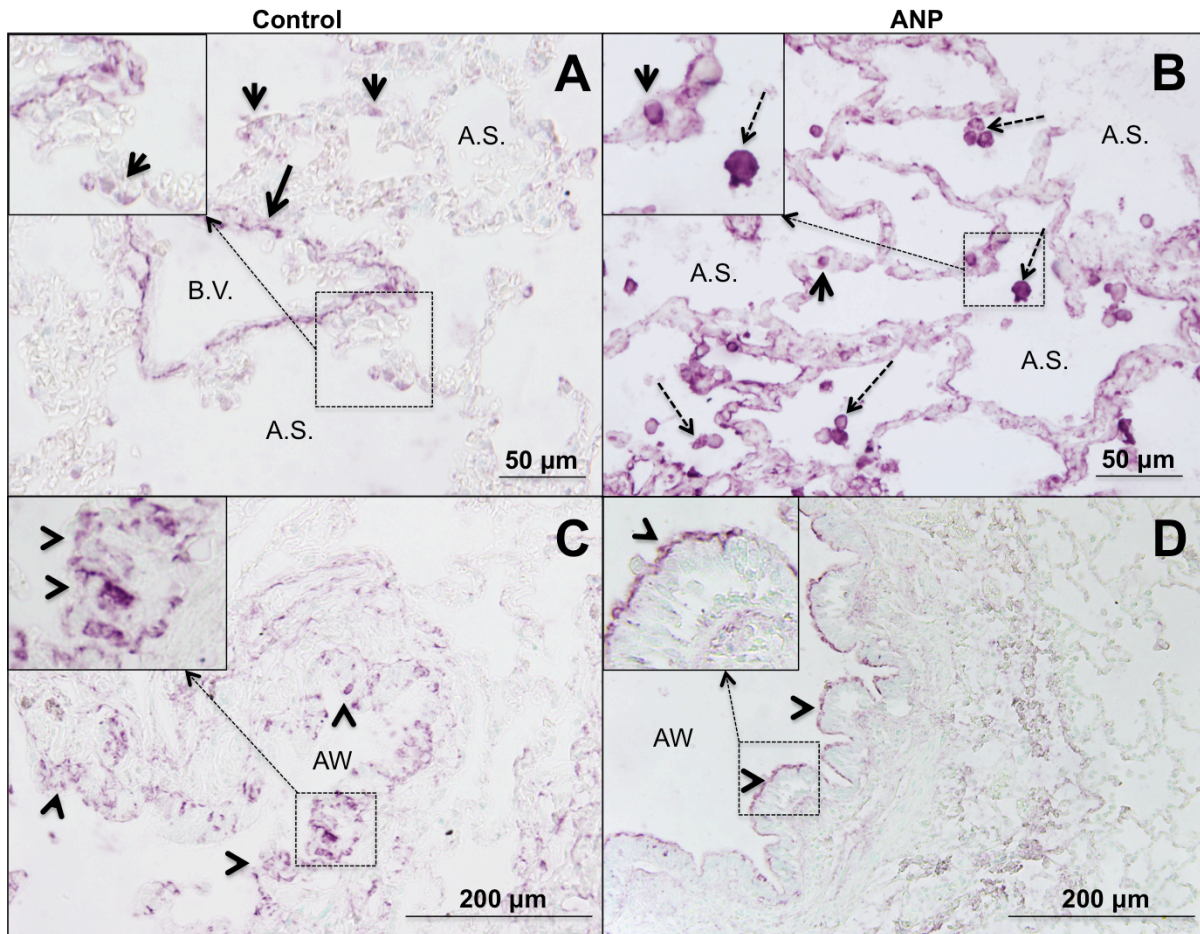 Control
ANP
A
A.S.
B.V.
A.S.
50 µm
B
A.S.
A.S.
A.S.
50 µm
C
AW
200 µm
D
AW
200 µm